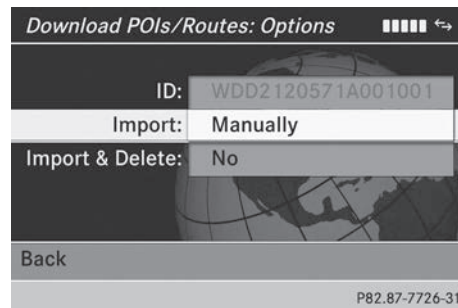 Download POIs/Routes: Options
ID: WDD2120571A001001
Import: Manually
Import & Delete: No
Back
P82.87-7726-31